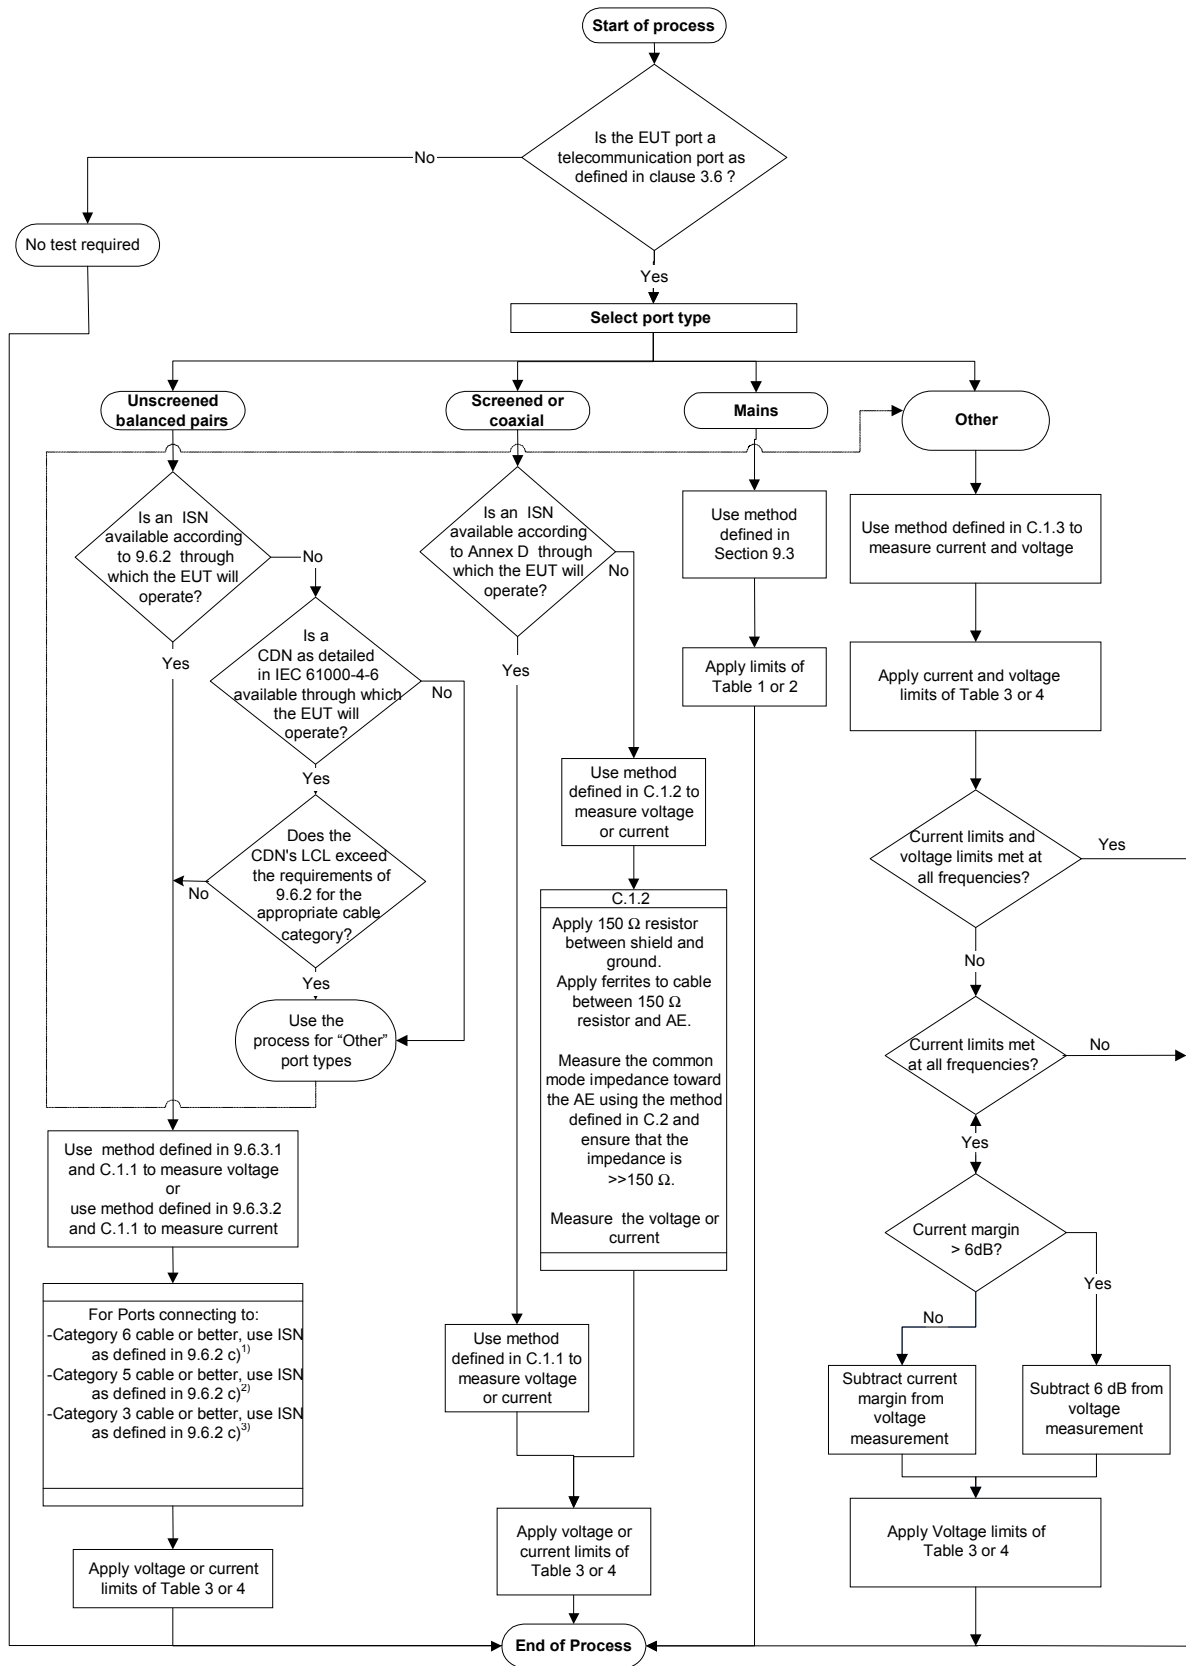 Start of process
Is the EUT port a
telecommunication port as
defined in clause 3.6 ?
No
No test required
Yes
Select port type
Unscreened
balanced pairs
Screened or
coaxial
Mains
Other
Is an ISN
available according
to 9.6.2 through
which the EUT will
operate?
No
Yes
Is a
CDN as detailed
in IEC 61000-4-6
available through which
the EUT will
operate?
No
Yes
Does the
CDN's LCL exceed
the requirements of
9.6.2 for the
appropriate cable
category?
No
Yes
Use the
process for “Other”
port types
Use method defined in 9.6.3.1
and C.1.1 to measure voltage
or
use method defined in 9.6.3.2
and C.1.1 to measure current
For Ports connecting to:
-Category 6 cable or better, use ISN
as defined in 9.6.2 c)1)
-Category 5 cable or better, use ISN
as defined in 9.6.2 c)2)
-Category 3 cable or better, use ISN
as defined in 9.6.2 c)3)
Apply voltage or current
limits of Table 3 or 4
Is an ISN
available according
to Annex D through
which the EUT will
operate?
No
Yes
Use method
defined in C.1.2 to
measure voltage
or current
C.1.2
Apply 150 Ω resistor
between shield and
ground.
Apply ferrites to cable
between 150 Ω
resistor and AE.
Measure the common
mode impedance toward
the AE using the method
defined in C.2 and
ensure that the
impedance is
>>150 Ω.
Measure the voltage or
current
Use method
defined in C.1.1 to
measure voltage
or current
Apply voltage or
current limits of
Table 3 or 4
Use method
defined in
Section 9.3
Apply limits of
Table 1 or 2
Use method defined in C.1.3 to
measure current and voltage
Apply current and voltage
limits of Table 3 or 4
Current limits and
voltage limits met at
all frequencies?
Yes
No
Current limits met
at all frequencies?
No
Yes
Current margin
> 6dB?
Yes
No
Subtract current
margin from
voltage
measurement
Subtract 6 dB from
voltage
measurement
Apply Voltage limits of
Table 3 or 4
End of Process